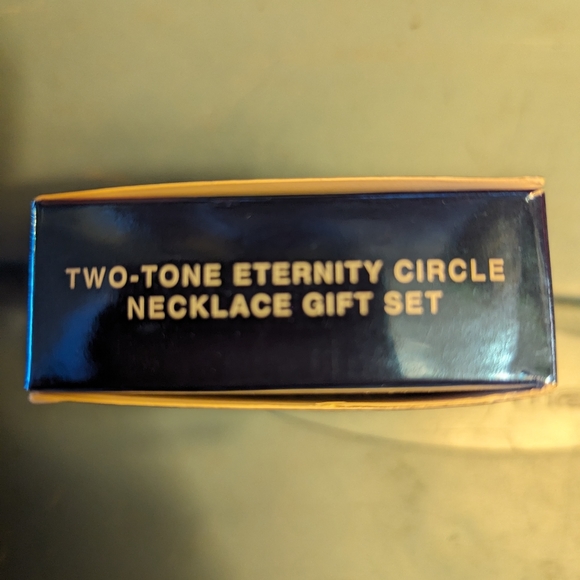 TWO-TONE ETERNITY CIRCLE
NECKLACE GIFT SET